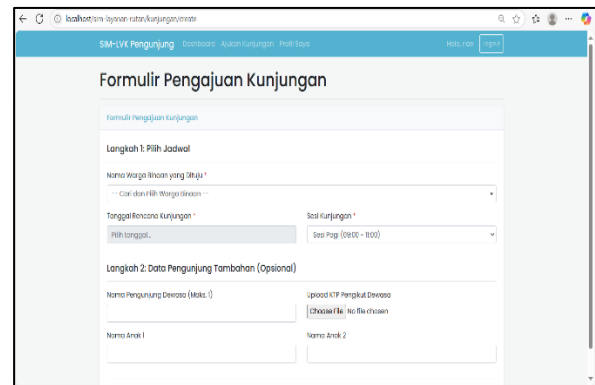 localhost/sim-layanan-rutan/kunjungan/create
SIM-LVK Pengunjung Dashboard Ajukan Kunjungan Profil Saya Halo, rian Logout
Formulir Pengajuan Kunjungan
Formulir Pengajuan Kunjungan
Langkah 1: Pilih Jadwal
Nama Warga Binaan yang Dituju *
-- Cari dan Pilih Warga Binaan --
Tanggal Rencana Kunjungan * Sesi Kunjungan *
Pilih tanggal... Sesi Pagi (09:00 - 11:00)
Langkah 2: Data Pengunjung Tambahan (Opsional)
Nama Pengunjung Dewasa (Maks. 1) Upload KTP Pengikut Dewasa
Choose File No file chosen
Nama Anak 1 Nama Anak 2